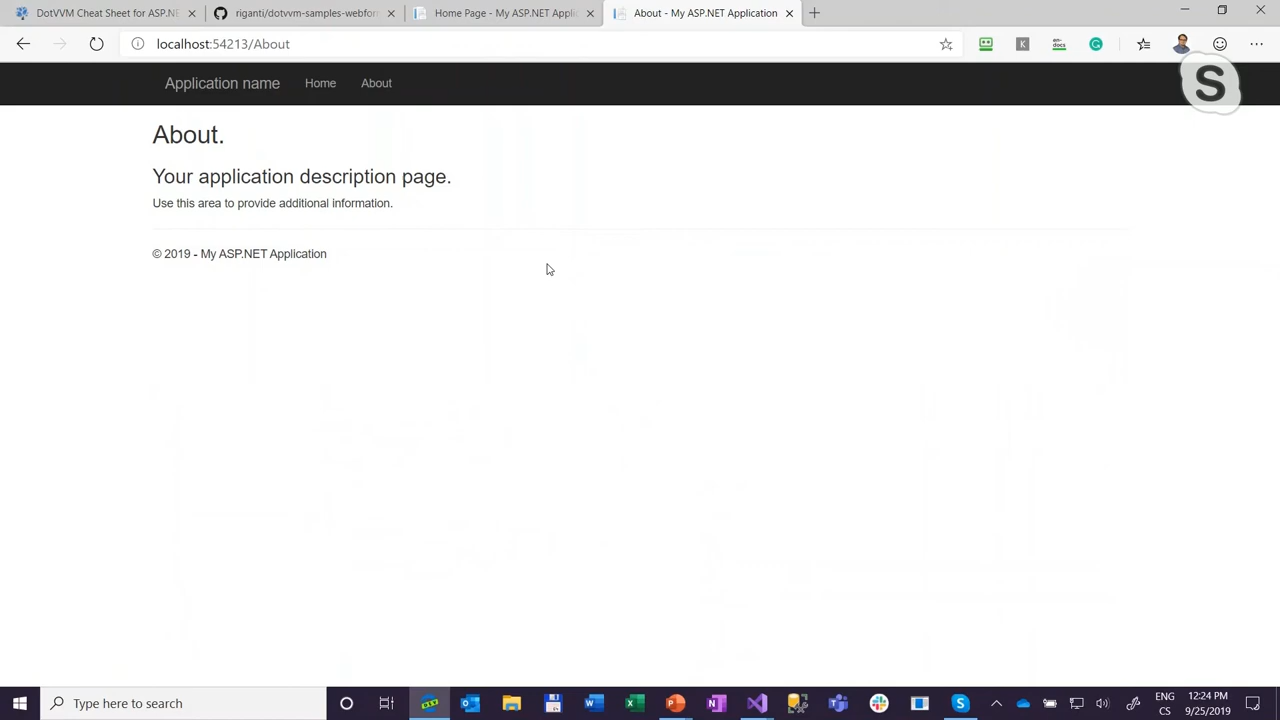 DotVVM Cheat Sheet for ASP.NE
riganti/dotvvm-samples-webfor
Home Page - My ASP.NET Applic
About - My ASP.NET Application
localhost:54213/About
K
en-
docs
Application name
Home
About
S
About.
Your application description page.
Use this area to provide additional information.
© 2019 - My ASP.NET Application
Type here to search
ENG
CS
12:24 PM
9/25/2019